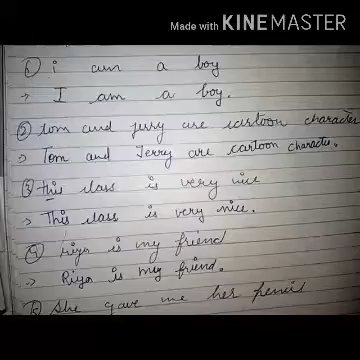 Made with KINEMASTER
① i am a boy
→ I am a boy.
② tom and jerry are cartoon character
→ Tom and Jerry are cartoon character.
③ this class is very nice
→ This class is very nice.
④ riya is my friend
→ Riya is my friend.
⑤ she gave me her pencil